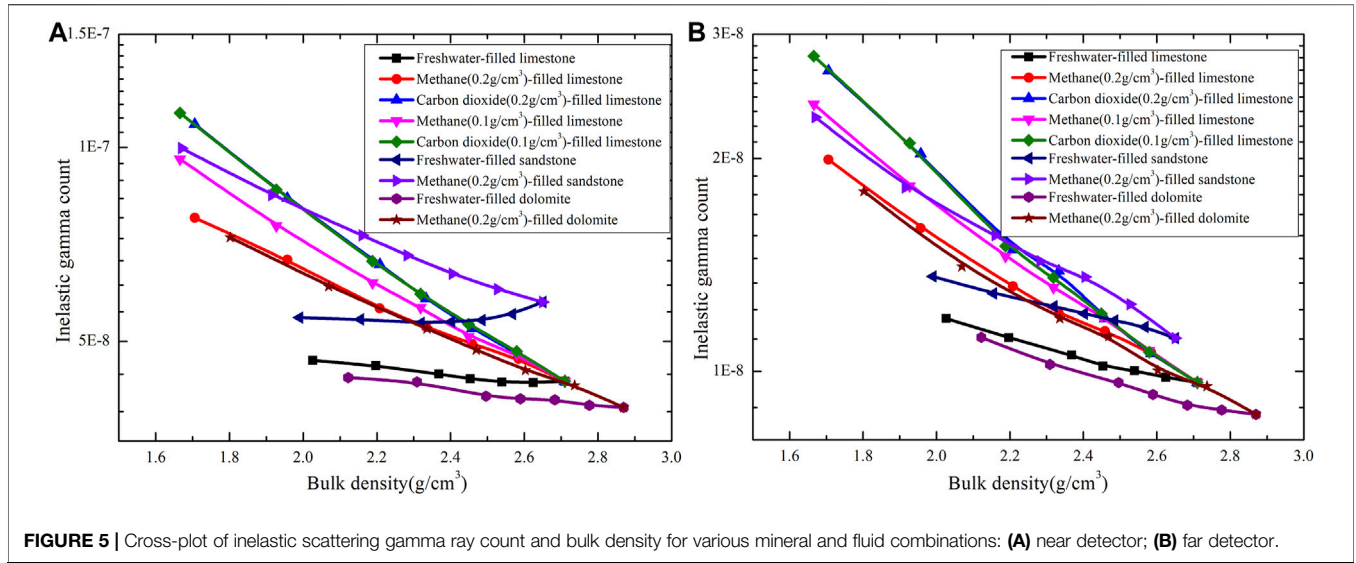 A
Inelastic gamma count
1.5E-7
1E-7
5E-8
Freshwater-filled limestone
Methane(0.2g/cm³)-filled limestone
Carbon dioxide(0.2g/cm³)-filled limestone
Methane(0.1g/cm³)-filled limestone
Carbon dioxide(0.1g/cm³)-filled limestone
Freshwater-filled sandstone
Methane(0.2g/cm³)-filled sandstone
Freshwater-filled dolomite
Methane(0.2g/cm³)-filled dolomite
1.6 1.8 2.0 2.2 2.4 2.6 2.8 3.0
Bulk density(g/cm³)
B
Inelastic gamma count
3E-8
2E-8
1E-8
Freshwater-filled limestone
Methane(0.2g/cm³)-filled limestone
Carbon dioxide(0.2g/cm³)-filled limestone
Methane(0.1g/cm³)-filled limestone
Carbon dioxide(0.1g/cm³)-filled limestone
Freshwater-filled sandstone
Methane(0.2g/cm³)-filled sandstone
Freshwater-filled dolomite
Methane(0.2g/cm³)-filled dolomite
1.6 1.8 2.0 2.2 2.4 2.6 2.8 3.0
Bulk density(g/cm³)
FIGURE 5 | Cross-plot of inelastic scattering gamma ray count and bulk density for various mineral and fluid combinations: (A) near detector; (B) far detector.